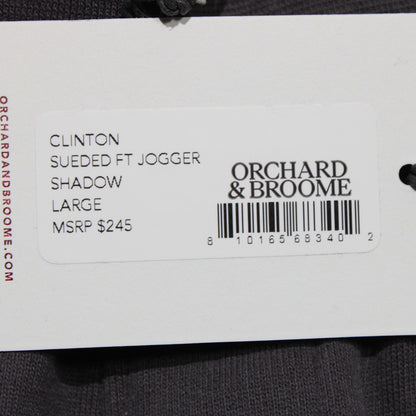 CLINTON
SUEDED FT JOGGER
SHADOW
LARGE
MSRP $245
ORCHARD
& BROOME
8 10165 68340 2
ORCHARDANDBROOME.COM